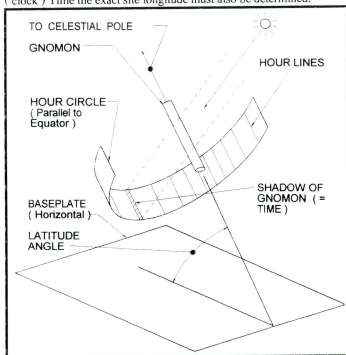 ( clock ) Time the exact site longitude must also be determined.
TO CELESTIAL POLE
GNOMON
HOUR LINES
HOUR CIRCLE
( Parallel to
Equator )
SHADOW OF
GNOMON ( =
TIME )
BASEPLATE
( Horizontal )
LATITUDE
ANGLE